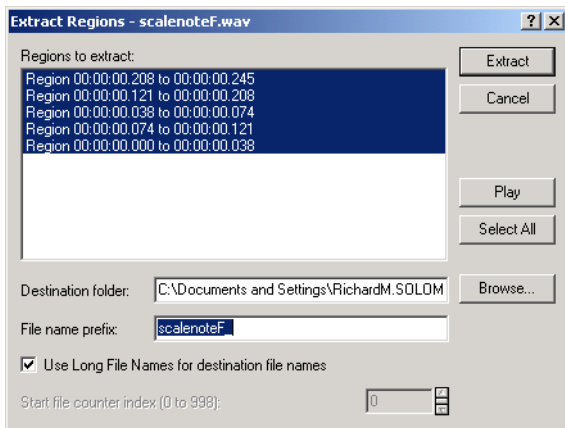 Extract Regions - scalenoteF.wav
Regions to extract:
Region 00:00:00.208 to 00:00:00.245
Region 00:00:00.121 to 00:00:00.208
Region 00:00:00.038 to 00:00:00.074
Region 00:00:00.074 to 00:00:00.121
Region 00:00:00.000 to 00:00:00.038
Extract
Cancel
Play
Select All
Destination folder: C:\Documents and Settings\RichardM.SOLOM Browse...
File name prefix: scalenoteF_
Use Long File Names for destination file names
Start file counter index (0 to 998): 0